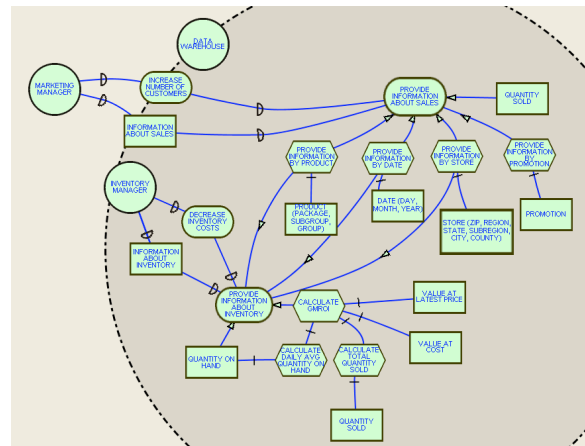 DATA
WAREHOUSE
MARKETING
MANAGER
INCREASE
NUMBER OF
CUSTOMERS
INFORMATION
ABOUT SALES
PROVIDE
INFORMATION
ABOUT SALES
QUANTITY
SOLD
PROVIDE
INFORMATION
BY PRODUCT
PROVIDE
INFORMATION
BY DATE
PROVIDE
INFORMATION
BY STORE
PROVIDE
INFORMATION
BY PROMOTION
PRODUCT
(PACKAGE,
SUBGROUP,
GROUP)
DATE (DAY,
MONTH, YEAR)
STORE (ZIP, REGION,
STATE, SUBREGION,
CITY, COUNTY)
PROMOTION
INVENTORY
MANAGER
DECREASE
INVENTORY
COSTS
INFORMATION
ABOUT
INVENTORY
PROVIDE
INFORMATION
ABOUT
INVENTORY
CALCULATE
GMROI
VALUE AT
LATEST PRICE
VALUE AT
COST
QUANTITY ON
HAND
CALCULATE
DAILY AVG
QUANTITY ON
HAND
CALCULATE
TOTAL
QUANTITY
SOLD
QUANTITY
SOLD